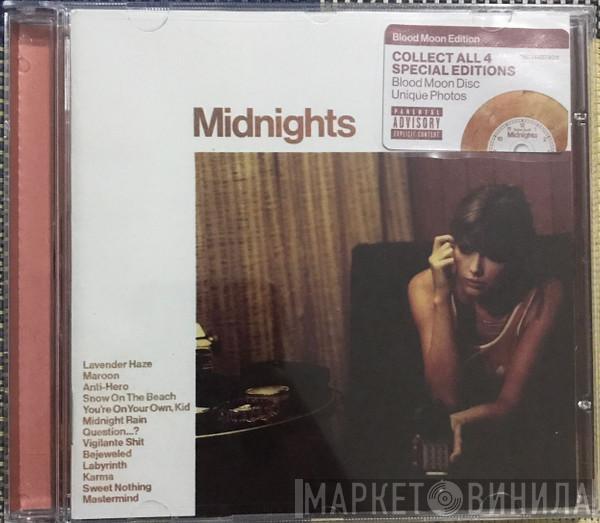 Blood Moon Edition
COLLECT ALL 4
SPECIAL EDITIONS
Blood Moon Disc
Unique Photos
PARENTAL
ADVISORY
EXPLICIT CONTENT
Midnights
Midnights
Lavender Haze
Maroon
Anti-Hero
Snow On The Beach
You're On Your Own, Kid
Midnight Rain
Question...?
Vigilante Shit
Bejeweled
Labyrinth
Karma
Sweet Nothing
Mastermind
МАРКЕТ ВИНИЛА